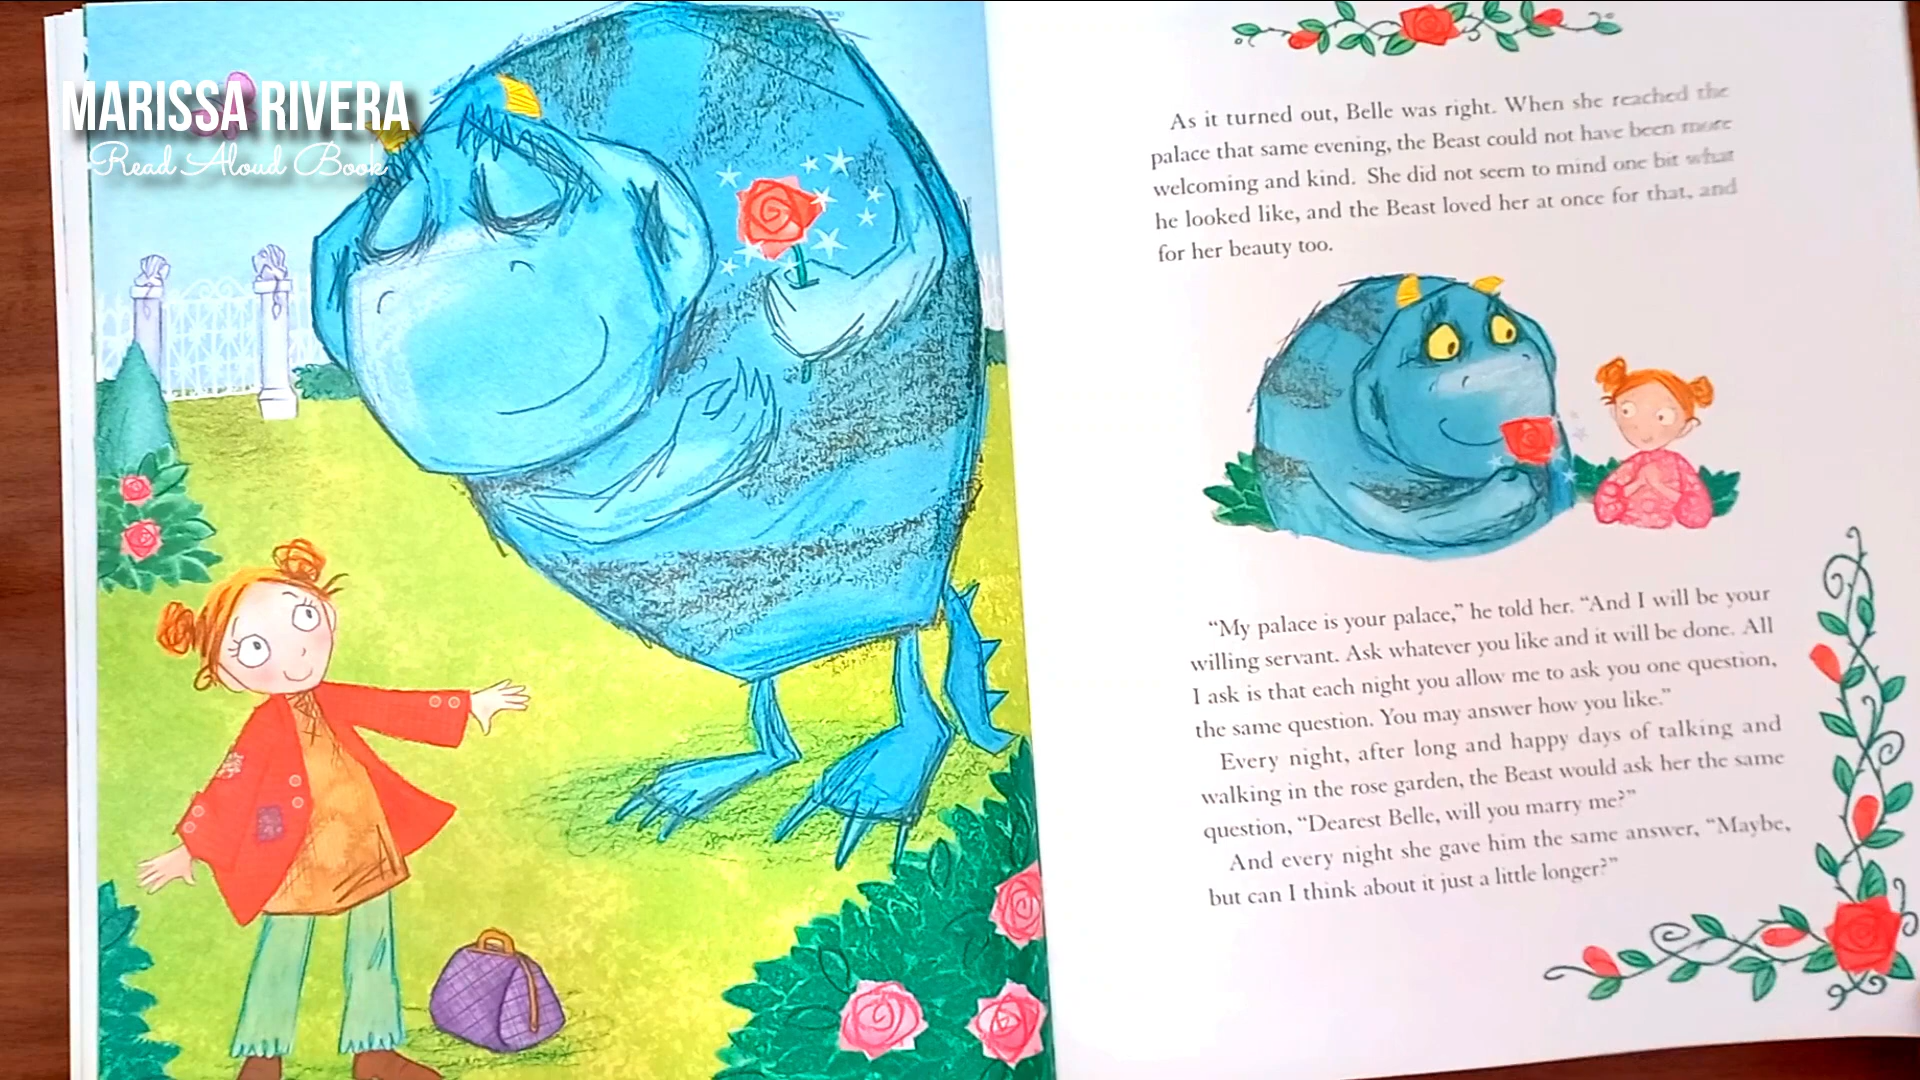 MARISSA RIVERA
Read Aloud Book
As it turned out, Belle was right. When she reached the
palace that same evening, the Beast could not have been more
welcoming and kind. She did not seem to mind one bit what
he looked like, and the Beast loved her at once for that, and
for her beauty too.
“My palace is your palace,” he told her. “And I will be your
willing servant. Ask whatever you like and it will be done. All
I ask is that each night you allow me to ask you one question,
the same question. You may answer how you like.”
Every night, after long and happy days of talking and
walking in the rose garden, the Beast would ask her the same
question, “Dearest Belle, will you marry me?”
And every night she gave him the same answer, “Maybe,
but can I think about it just a little longer?”